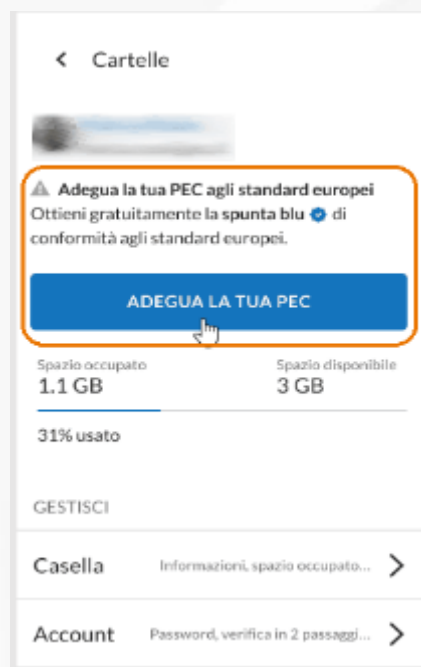 Cartelle
Adegua la tua PEC agli standard europei
Ottieni gratuitamente la spunta blu di
conformità agli standard europei.
ADEGUA LA TUA PEC
Spazio occupato
Spazio disponibile
1.1 GB
3 GB
31% usato
GESTISCI
Casella
Informazioni, spazio occupato...
Account
Password, verifica in 2 passaggi...